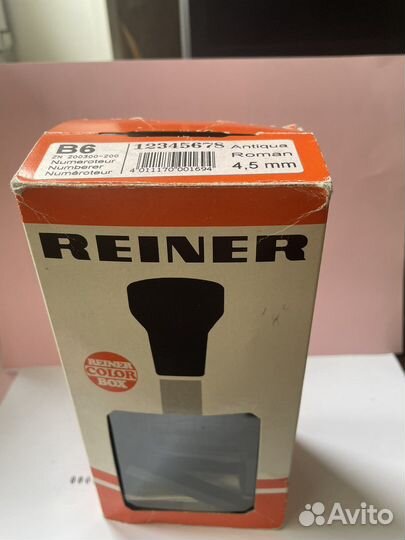 B6 12345678 Antiqua
ZN 200300-200 Roman
Numeroteur 4,5 mm
Numberer
Numéroteur 4 011170 001694
REINER
REINER
COLOR
BOX
Avito